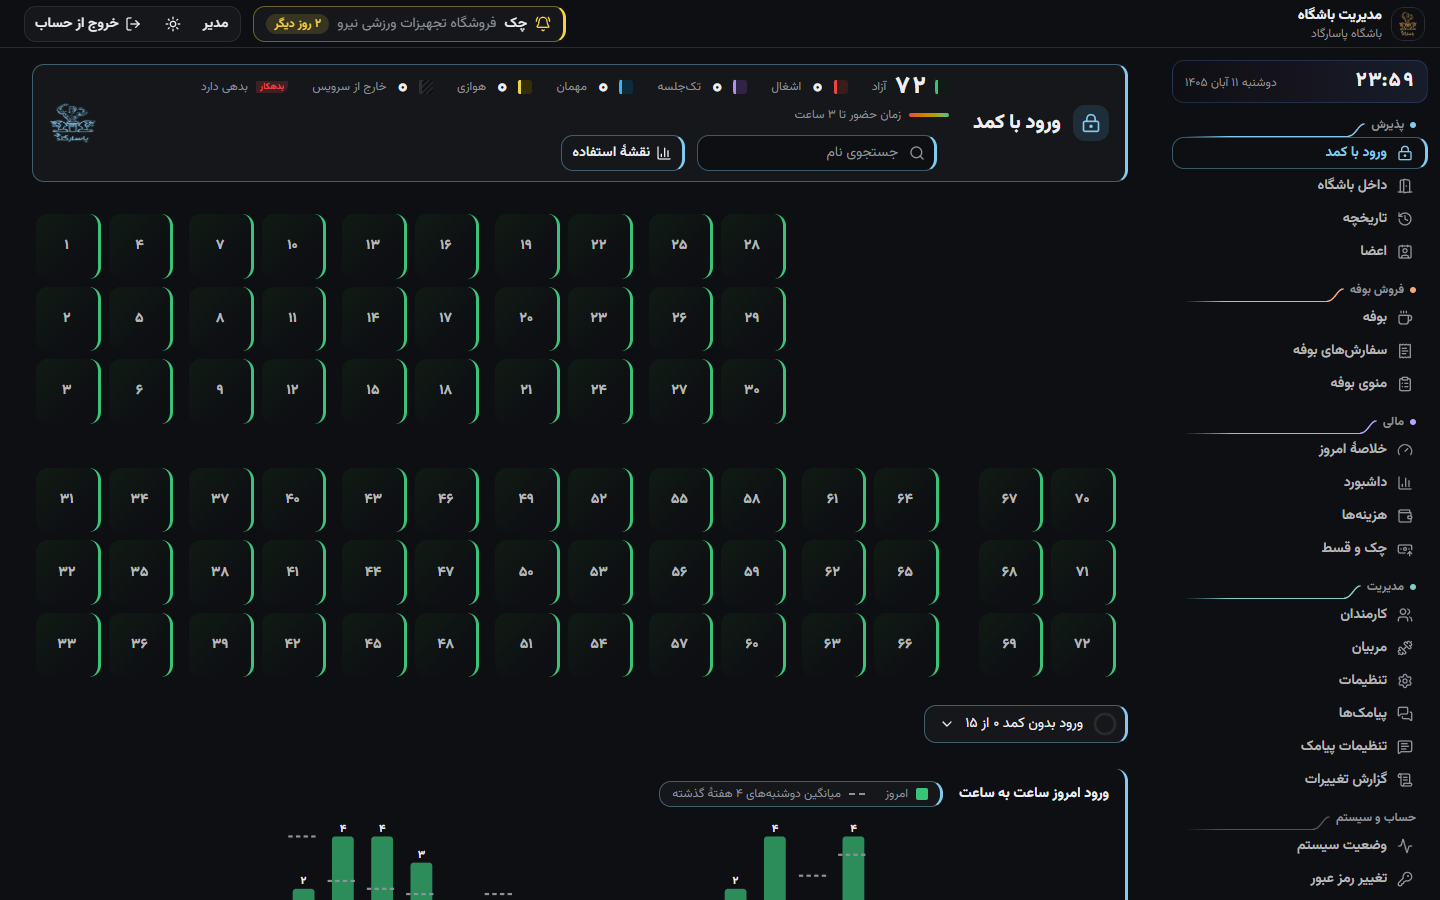 مدیریت باشگاه
باشگاه پاسارگاد
چک فروشگاه تجهیزات ورزشی نیرو ۲ روز دیگر
مدیر
خروج از حساب
۲۳:۵۹ دوشنبه ۱۱ آبان ۱۴۰۵
پذیرش
ورود با کمد
داخل باشگاه
تاریخچه
اعضا
فروش بوفه
بوفه
سفارش‌های بوفه
منوی بوفه
مالی
خلاصهٔ امروز
داشبورد
هزینه‌ها
چک و قسط
مدیریت
کارمندان
مربیان
تنظیمات
پیامک‌ها
تنظیمات پیامک
گزارش تغییرات
حساب و سیستم
وضعیت سیستم
تغییر رمز عبور
ورود با کمد
۷۲ آزاد ۰ اشغال ۰ تک‌جلسه ۰ مهمان ۰ هوازی ۰ خارج از سرویس بدهکار بدهی دارد
زمان حضور تا ۳ ساعت
جستجوی نام
نقشهٔ استفاده
پاسارگاد
۲۸ ۲۵ ۲۲ ۱۹ ۱۶ ۱۳ ۱۰ ۷ ۴ ۱
۲۹ ۲۶ ۲۳ ۲۰ ۱۷ ۱۴ ۱۱ ۸ ۵ ۲
۳۰ ۲۷ ۲۴ ۲۱ ۱۸ ۱۵ ۱۲ ۹ ۶ ۳
۷۰ ۶۷ ۶۴ ۶۱ ۵۸ ۵۵ ۵۲ ۴۹ ۴۶ ۴۳ ۴۰ ۳۷ ۳۴ ۳۱
۷۱ ۶۸ ۶۵ ۶۲ ۵۹ ۵۶ ۵۳ ۵۰ ۴۷ ۴۴ ۴۱ ۳۸ ۳۵ ۳۲
۷۲ ۶۹ ۶۶ ۶۳ ۶۰ ۵۷ ۵۴ ۵۱ ۴۸ ۴۵ ۴۲ ۳۹ ۳۶ ۳۳
ورود بدون کمد ۰ از ۱۵
ورود امروز ساعت به ساعت
امروز میانگین دوشنبه‌های ۴ هفتهٔ گذشته
۴ ۴ ۲ ۳ ۴ ۴ ۲